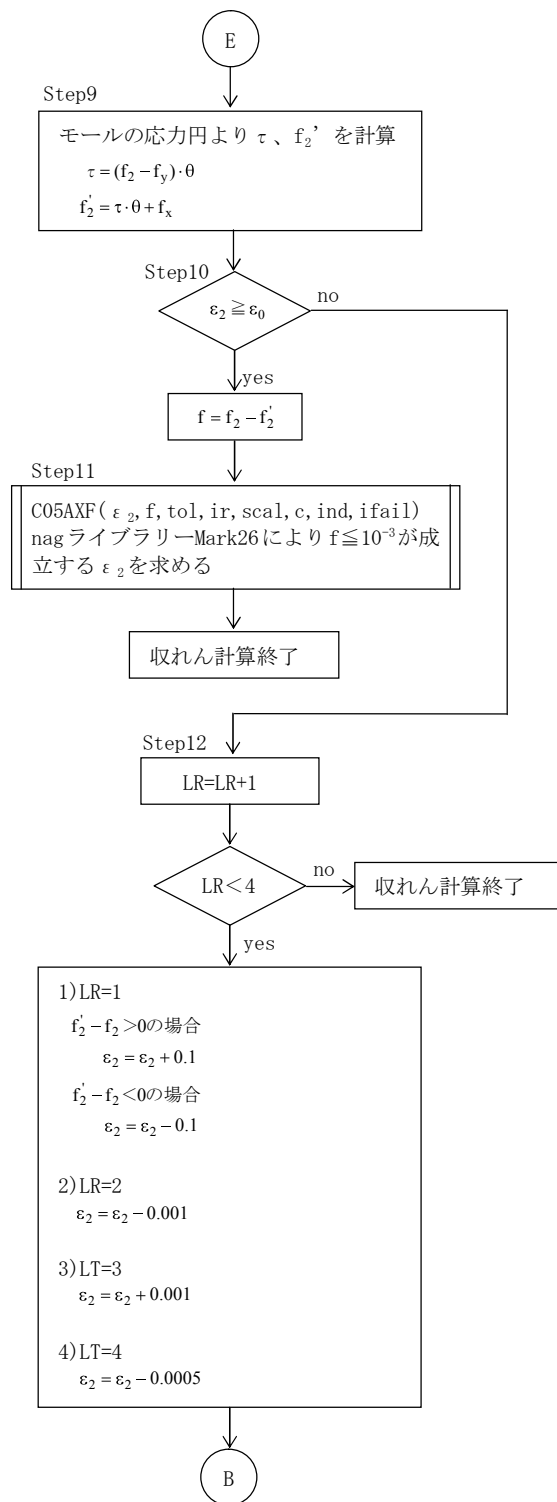 E
Step9
モールの応力円より τ 、f₂’ を計算
τ = (f₂ − f_y)·θ
f₂' = τ·θ + f_x
Step10
ε₂ ≧ ε₀
no
yes
f = f₂ − f₂'
Step11
C05AXF( ε ₂, f, tol, ir, scal, c, ind, ifail)
nagライブラリーMark26により f≦10⁻³が成
立する ε ₂を求める
収れん計算終了
Step12
LR=LR+1
LR＜4
no
収れん計算終了
yes
1)LR=1
f₂' − f₂ >0の場合
ε₂ = ε₂ + 0.1
f₂' − f₂ <0の場合
ε₂ = ε₂ − 0.1
2)LR=2
ε₂ = ε₂ − 0.001
3)LT=3
ε₂ = ε₂ + 0.001
4)LT=4
ε₂ = ε₂ − 0.0005
B